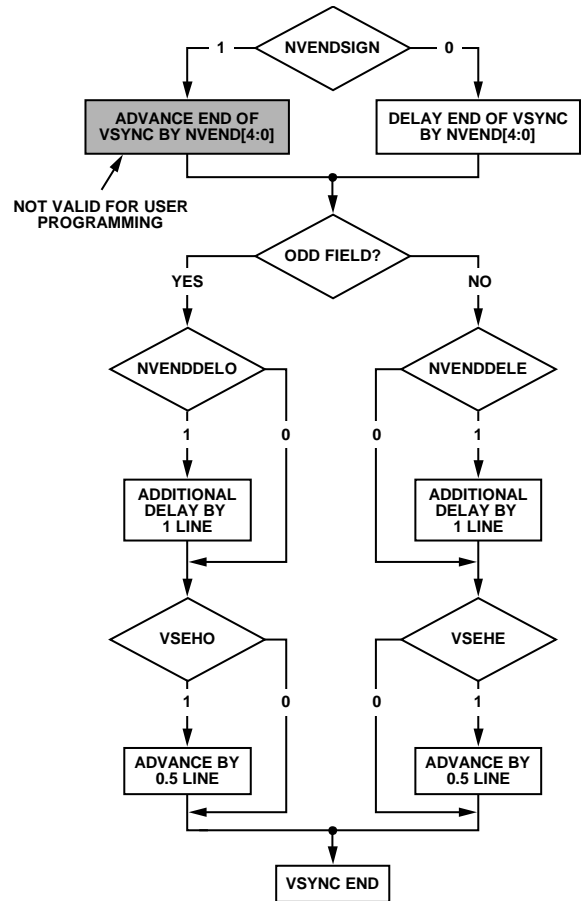 NVENDSIGN
1
0
ADVANCE END OF
VSYNC BY NVEND[4:0]
DELAY END OF VSYNC
BY NVEND[4:0]
NOT VALID FOR USER
PROGRAMMING
ODD FIELD?
YES
NO
NVENDDELO
NVENDDELE
1
0
0
1
ADDITIONAL
DELAY BY
1 LINE
ADDITIONAL
DELAY BY
1 LINE
VSEHO
VSEHE
1
0
0
1
ADVANCE BY
0.5 LINE
ADVANCE BY
0.5 LINE
VSYNC END